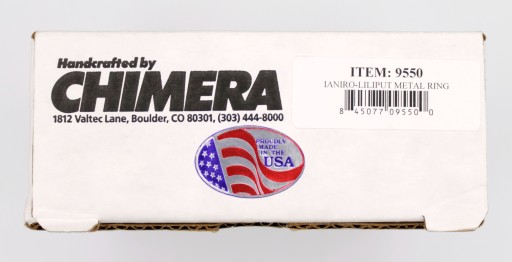 Handcrafted by
CHIMERA
1812 Valtec Lane, Boulder, CO 80301, (303) 444-8000
ITEM: 9550
IANIRO-LILIPUT METAL RING
8 45077 09550 0
PROUDLY
MADE
IN THE
USA